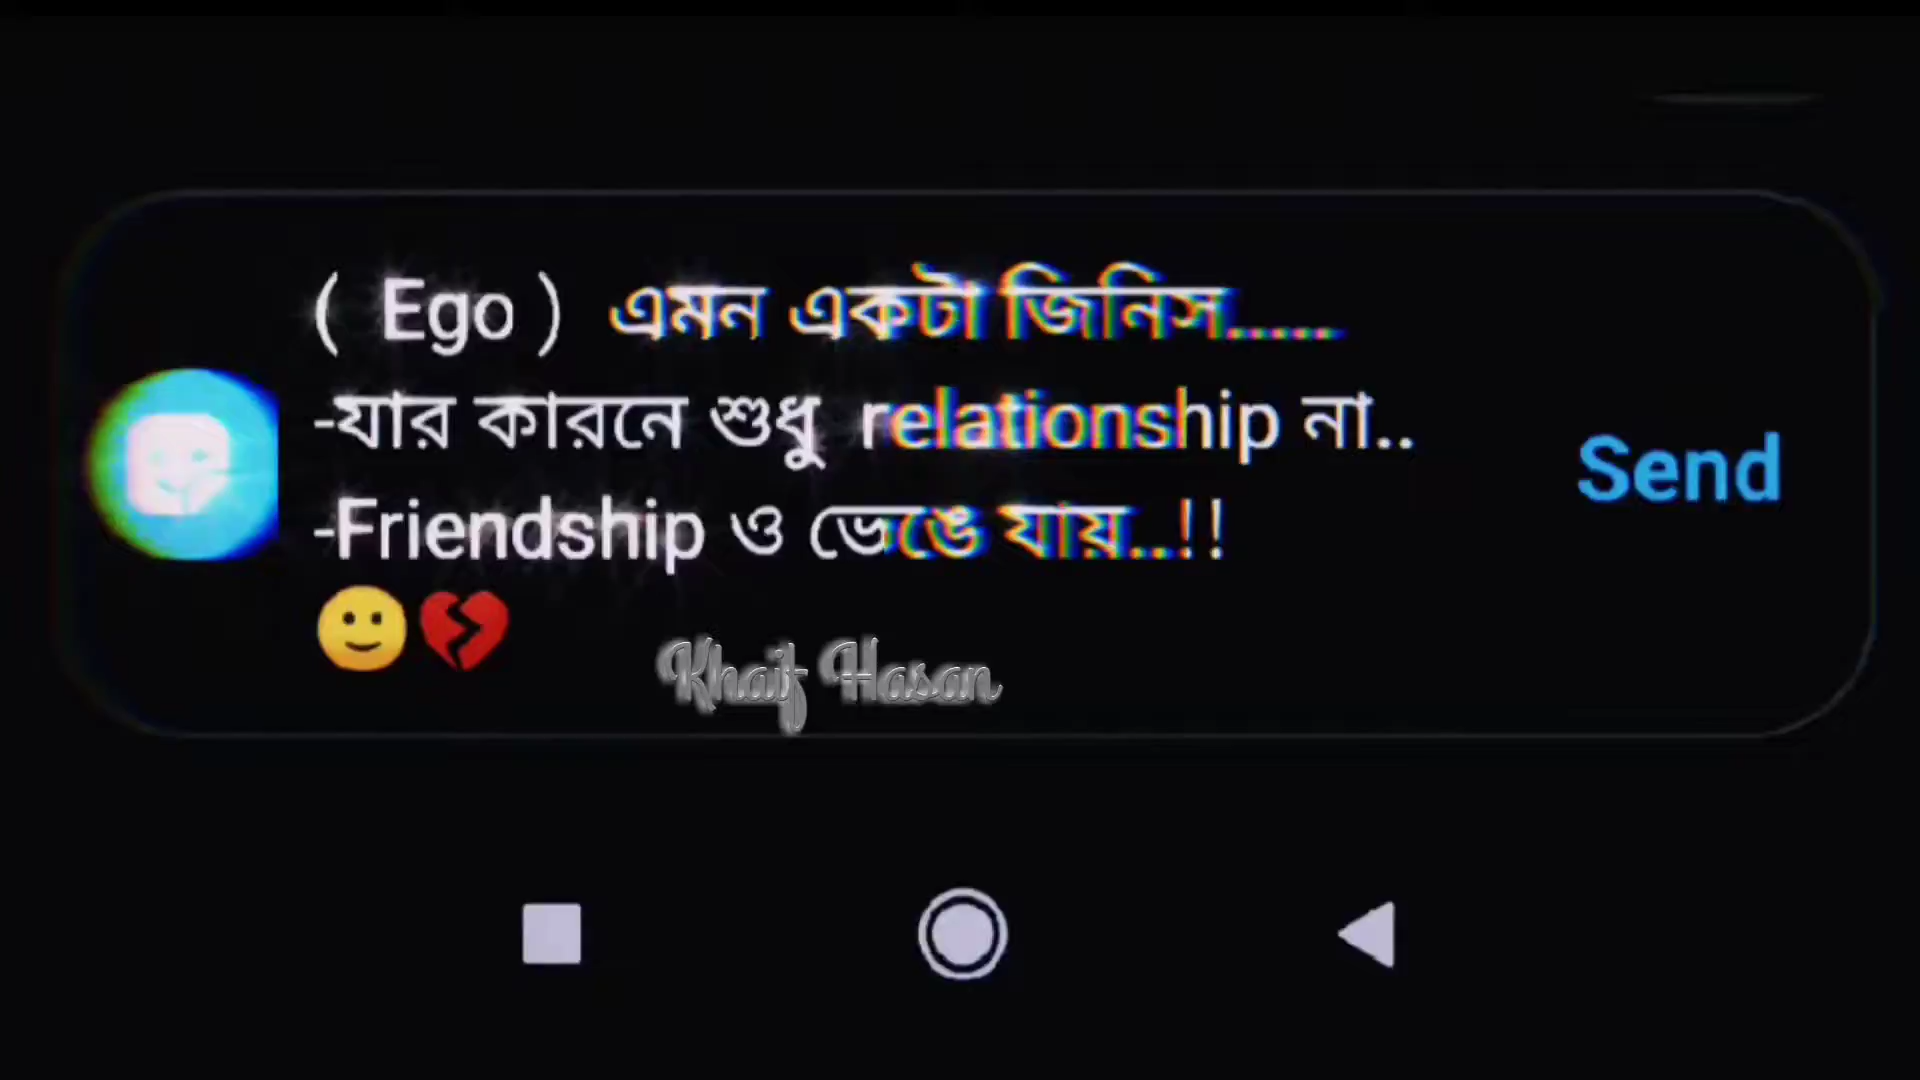 ( Ego ) এমন একটা জিনিস.....
-যার কারনে শুধু relationship না..
-Friendship ও ভেঙে যায়..!!
🙂💔
Send
Khaif Hasan